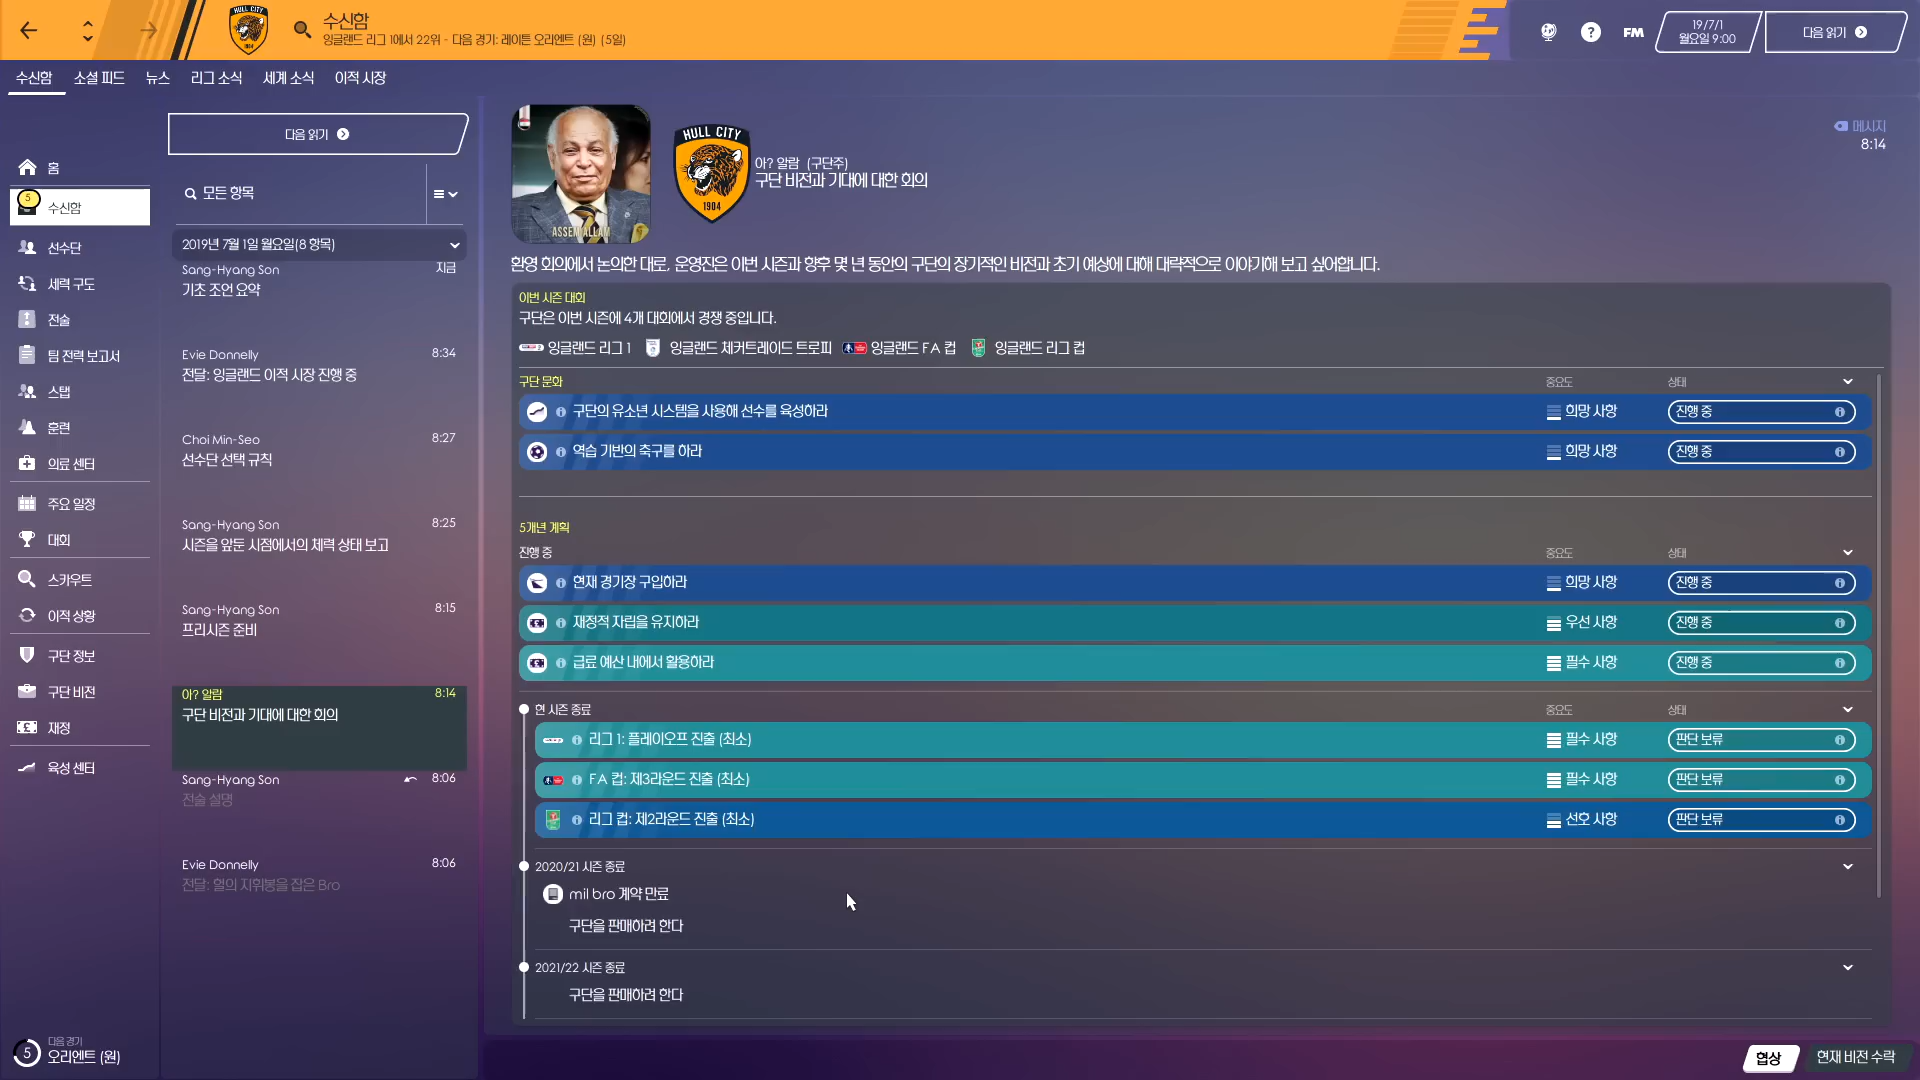 HULL CITY
1904
수신함
잉글랜드 리그 1에서 22위 - 다음 경기: 레이튼 오리엔트 (원) (5일)
?
FM
19/7/1
월요일 9:00
다음 읽기
수신함
소셜 피드
뉴스
리그 소식
세계 소식
이적 시장
홈
5
수신함
선수단
세력 구도
전술
팀 전력 보고서
스탭
훈련
의료 센터
주요 일정
대회
스카우트
이적 상황
구단 정보
구단 비전
재정
육성 센터
5
다음 경기
오리엔트 (원)
다음 읽기
모든 항목
2019년 7월 1일 월요일(8 항목)
Sang-Hyang Son
지금
기초 조언 요약
Evie Donnelly
8:34
전달: 잉글랜드 이적 시장 진행 중
Choi Min-Seo
8:27
선수단 선택 규칙
Sang-Hyang Son
8:25
시즌을 앞둔 시점에서의 체력 상태 보고
Sang-Hyang Son
8:15
프리시즌 준비
아? 알람
8:14
구단 비전과 기대에 대한 회의
Sang-Hyang Son
8:06
전술 설명
Evie Donnelly
8:06
전달: 헐의 지휘봉을 잡은 Bro
ASSEM ALLAM
HULL CITY
1904
아? 알람 (구단주)
구단 비전과 기대에 대한 회의
메시지
8:14
환영 회의에서 논의한 대로, 운영진은 이번 시즌과 향후 몇 년 동안의 구단의 장기적인 비전과 초기 예상에 대해 대략적으로 이야기해 보고 싶어합니다.
이번 시즌 대회
구단은 이번 시즌에 4개 대회에서 경쟁 중입니다.
잉글랜드 리그 1
잉글랜드 체커트레이드 트로피
잉글랜드 FA 컵
잉글랜드 리그 컵
구단 문화
중요도
상태
구단의 유소년 시스템을 사용해 선수를 육성하라
희망 사항
진행 중
역습 기반의 축구를 하라
희망 사항
진행 중
5개년 계획
진행 중
중요도
상태
현재 경기장 구입하라
희망 사항
진행 중
재정적 자립을 유지하라
우선 사항
진행 중
급료 예산 내에서 활용하라
필수 사항
진행 중
현 시즌 종료
중요도
상태
리그 1: 플레이오프 진출 (최소)
필수 사항
판단 보류
FA 컵: 제3라운드 진출 (최소)
필수 사항
판단 보류
리그 컵: 제2라운드 진출 (최소)
선호 사항
판단 보류
2020/21 시즌 종료
mil bro 계약 만료
구단을 판매하려 한다
2021/22 시즌 종료
구단을 판매하려 한다
협상
현재 비전 수락